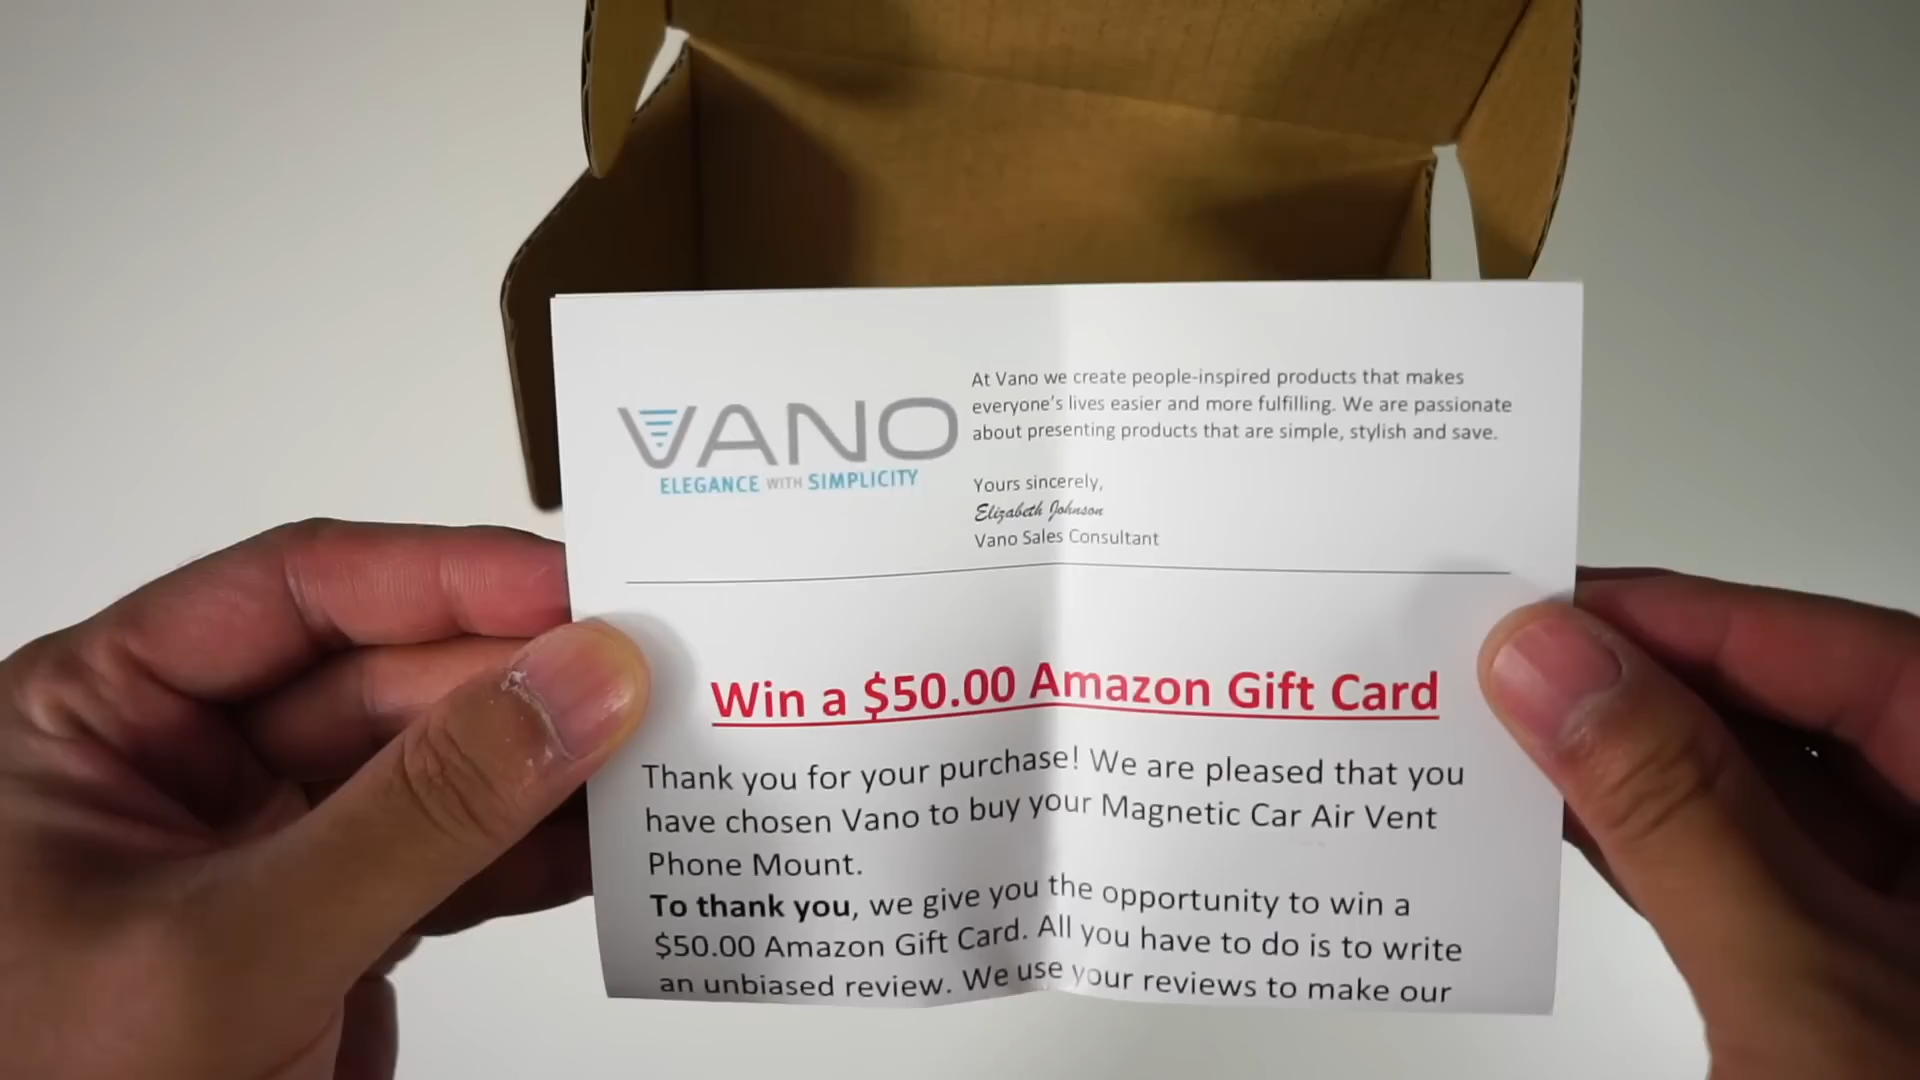 VANO
ELEGANCE WITH SIMPLICITY
At Vano we create people-inspired products that makes
everyone's lives easier and more fulfilling. We are passionate
about presenting products that are simple, stylish and save.
Yours sincerely,
Elizabeth Johnson
Vano Sales Consultant
Win a $50.00 Amazon Gift Card
Thank you for your purchase! We are pleased that you
have chosen Vano to buy your Magnetic Car Air Vent
Phone Mount.
To thank you, we give you the opportunity to win a
$50.00 Amazon Gift Card. All you have to do is to write
an unbiased review. We use your reviews to make our